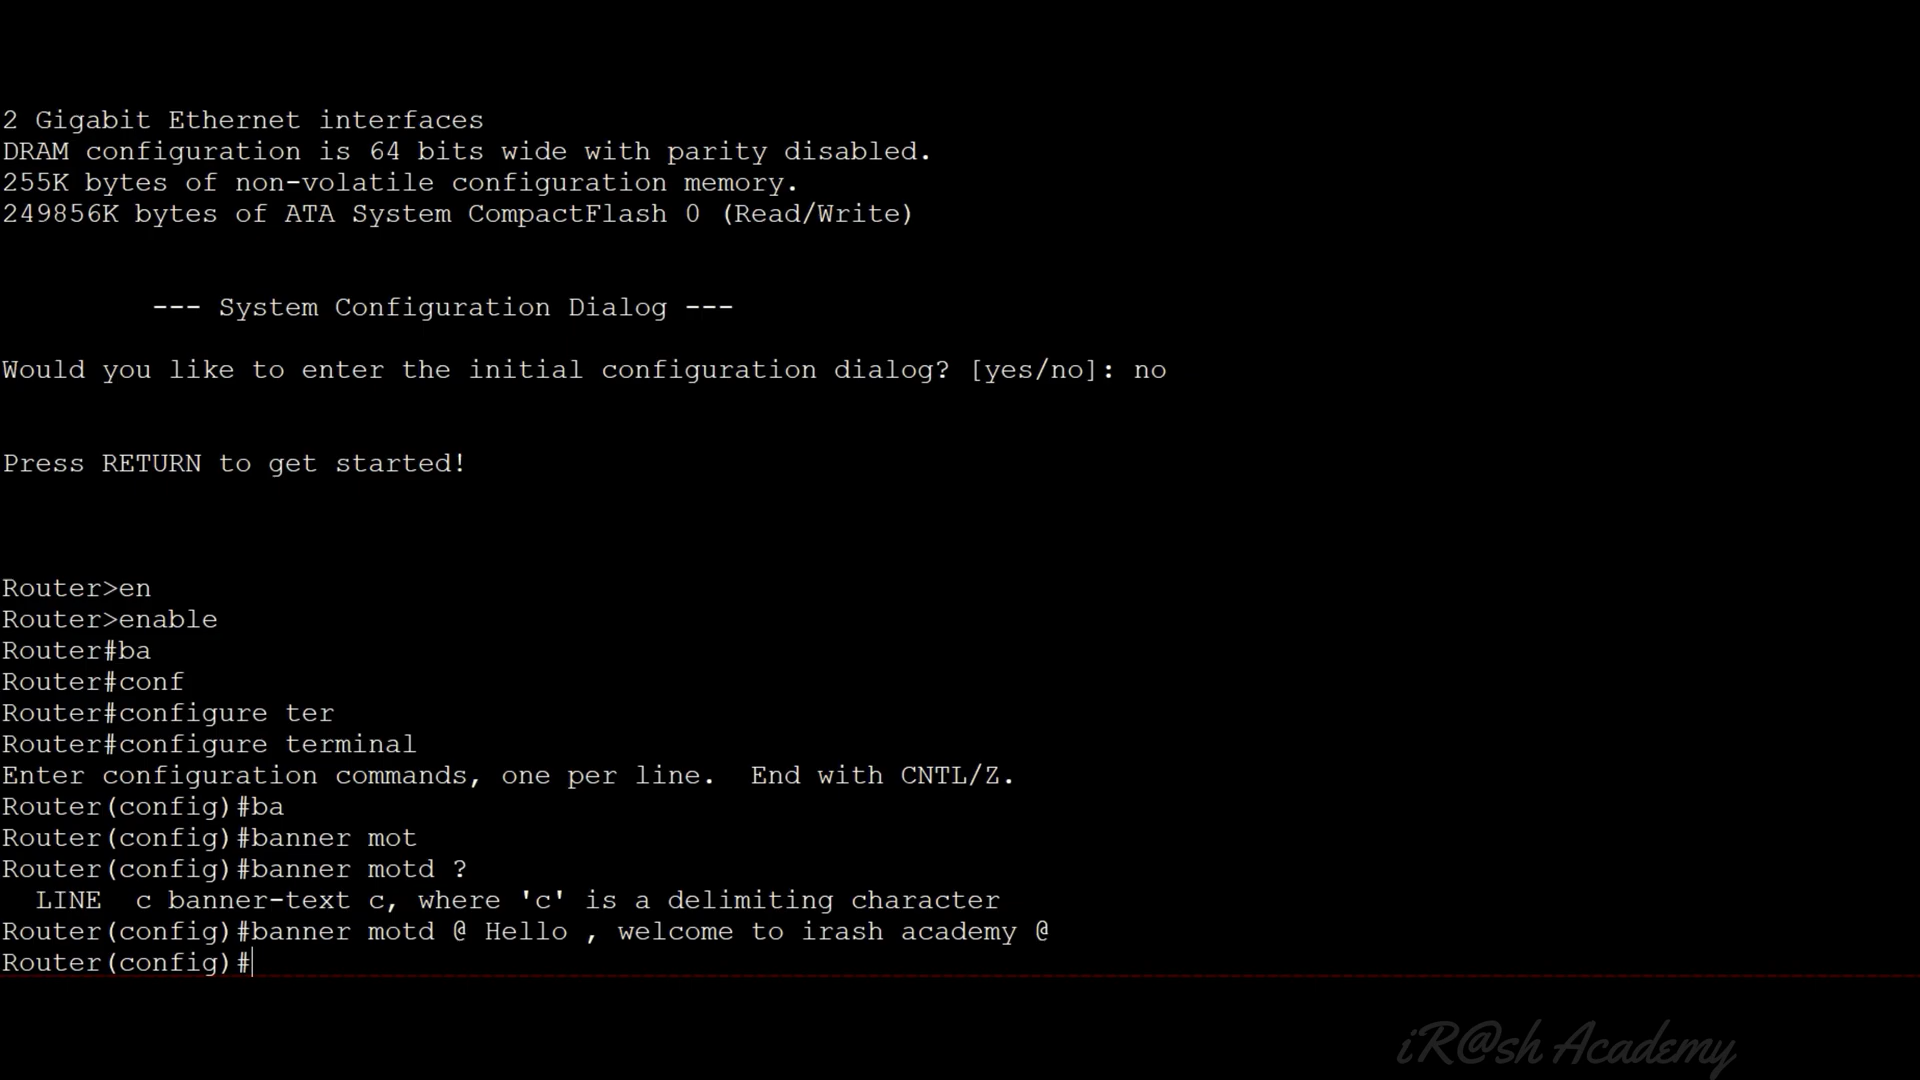 2 Gigabit Ethernet interfaces
DRAM configuration is 64 bits wide with parity disabled.
255K bytes of non-volatile configuration memory.
249856K bytes of ATA System CompactFlash 0 (Read/Write)
--- System Configuration Dialog ---
Would you like to enter the initial configuration dialog? [yes/no]: no
Press RETURN to get started!
Router>en
Router>enable
Router#ba
Router#conf
Router#configure ter
Router#configure terminal
Enter configuration commands, one per line.  End with CNTL/Z.
Router(config)#ba
Router(config)#banner mot
Router(config)#banner motd ?
  LINE  c banner-text c, where 'c' is a delimiting character
Router(config)#banner motd @ Hello , welcome to irash academy @
Router(config)#
iR@sh Academy